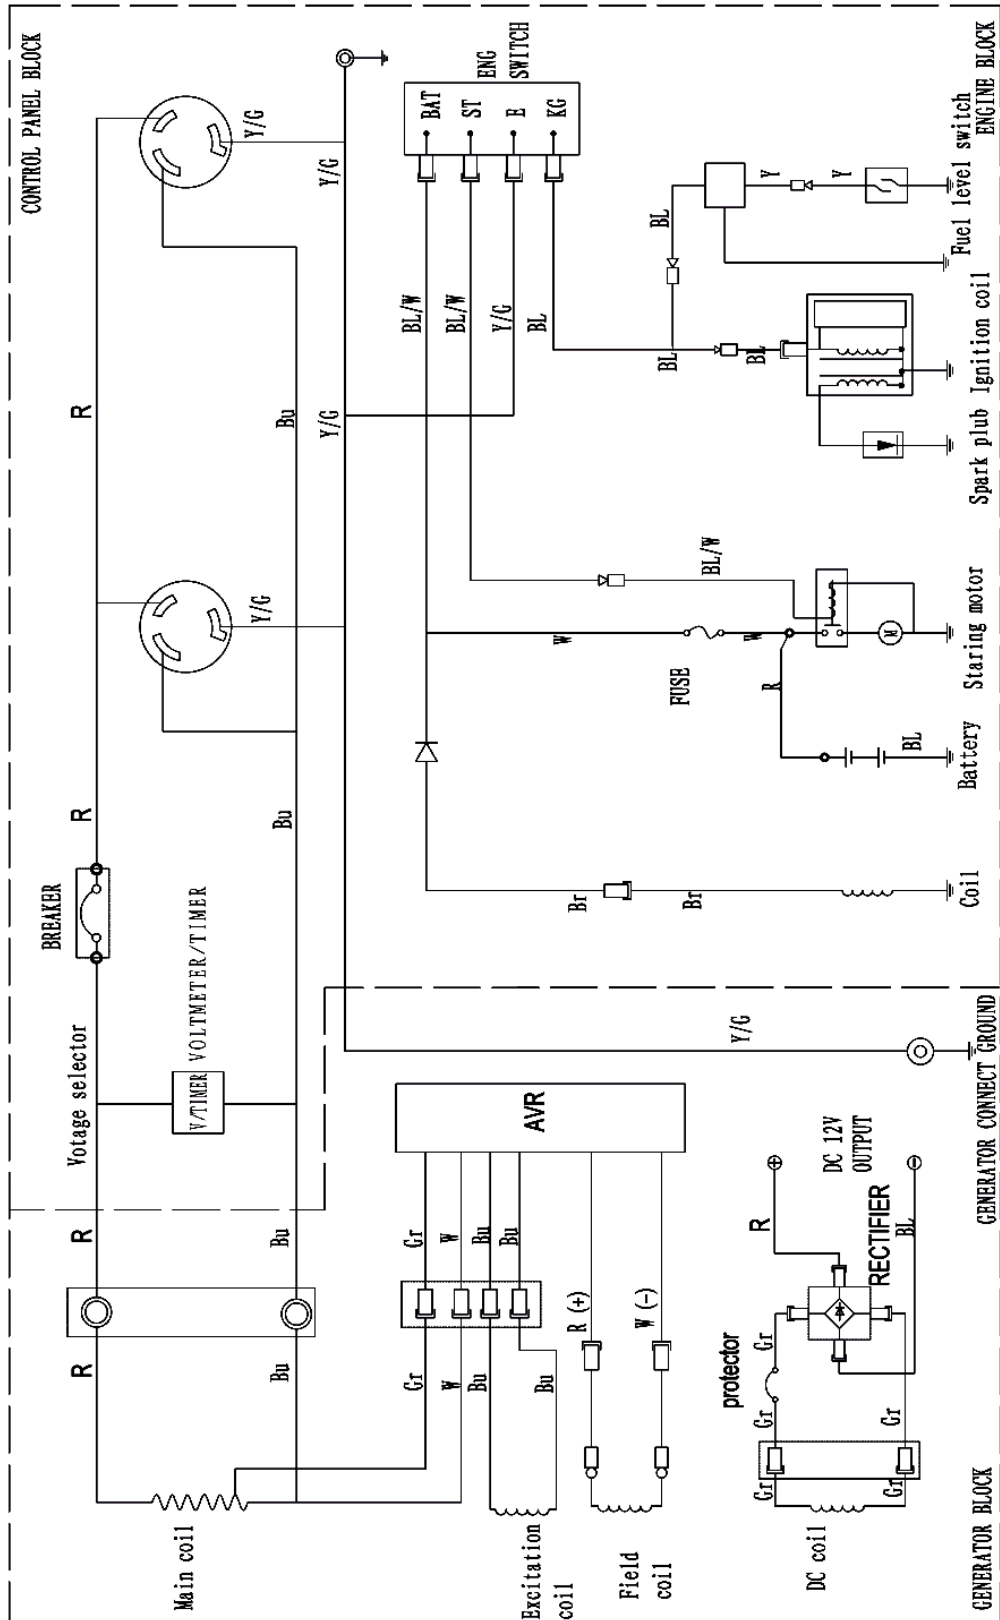 CONTROL PANEL BLOCK
BREAKER
Votage selector
R
R
R
R
Main coil
V/TIMER
VOLTMETER/TIMER
Y/G
Y/G
Bu
Bu
Bu
Bu
Y/G
Y/G
Gr
Gr
BL/W
BAT
W
W
BL/W
ST
ENG
SWITCH
Bu
Bu
Y/G
E
Bu
Bu
AVR
BL
KG
Excitation
coil
R (+)
Br
W
Field
coil
W (-)
FUSE
Br
BL/W
BL
BL
protector
Y/G
W
BL
Gr
Gr
Gr
R
R
Y
Y
DC coil
DC 12V
OUTPUT
RECTIFIER
Gr
Gr
BL
BL
Coil
Battery
Staring motor
Spark plub
Ignition coil
Fuel level switch
GENERATOR BLOCK
GENERATOR CONNECT GROUND
ENGINE BLOCK